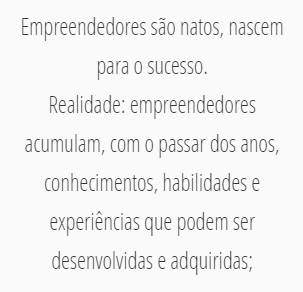 Empreendedores são natos, nascem
para o sucesso.
Realidade: empreendedores
acumulam, com o passar dos anos,
conhecimentos, habilidades e
experiências que podem ser
desenvolvidas e adquiridas;